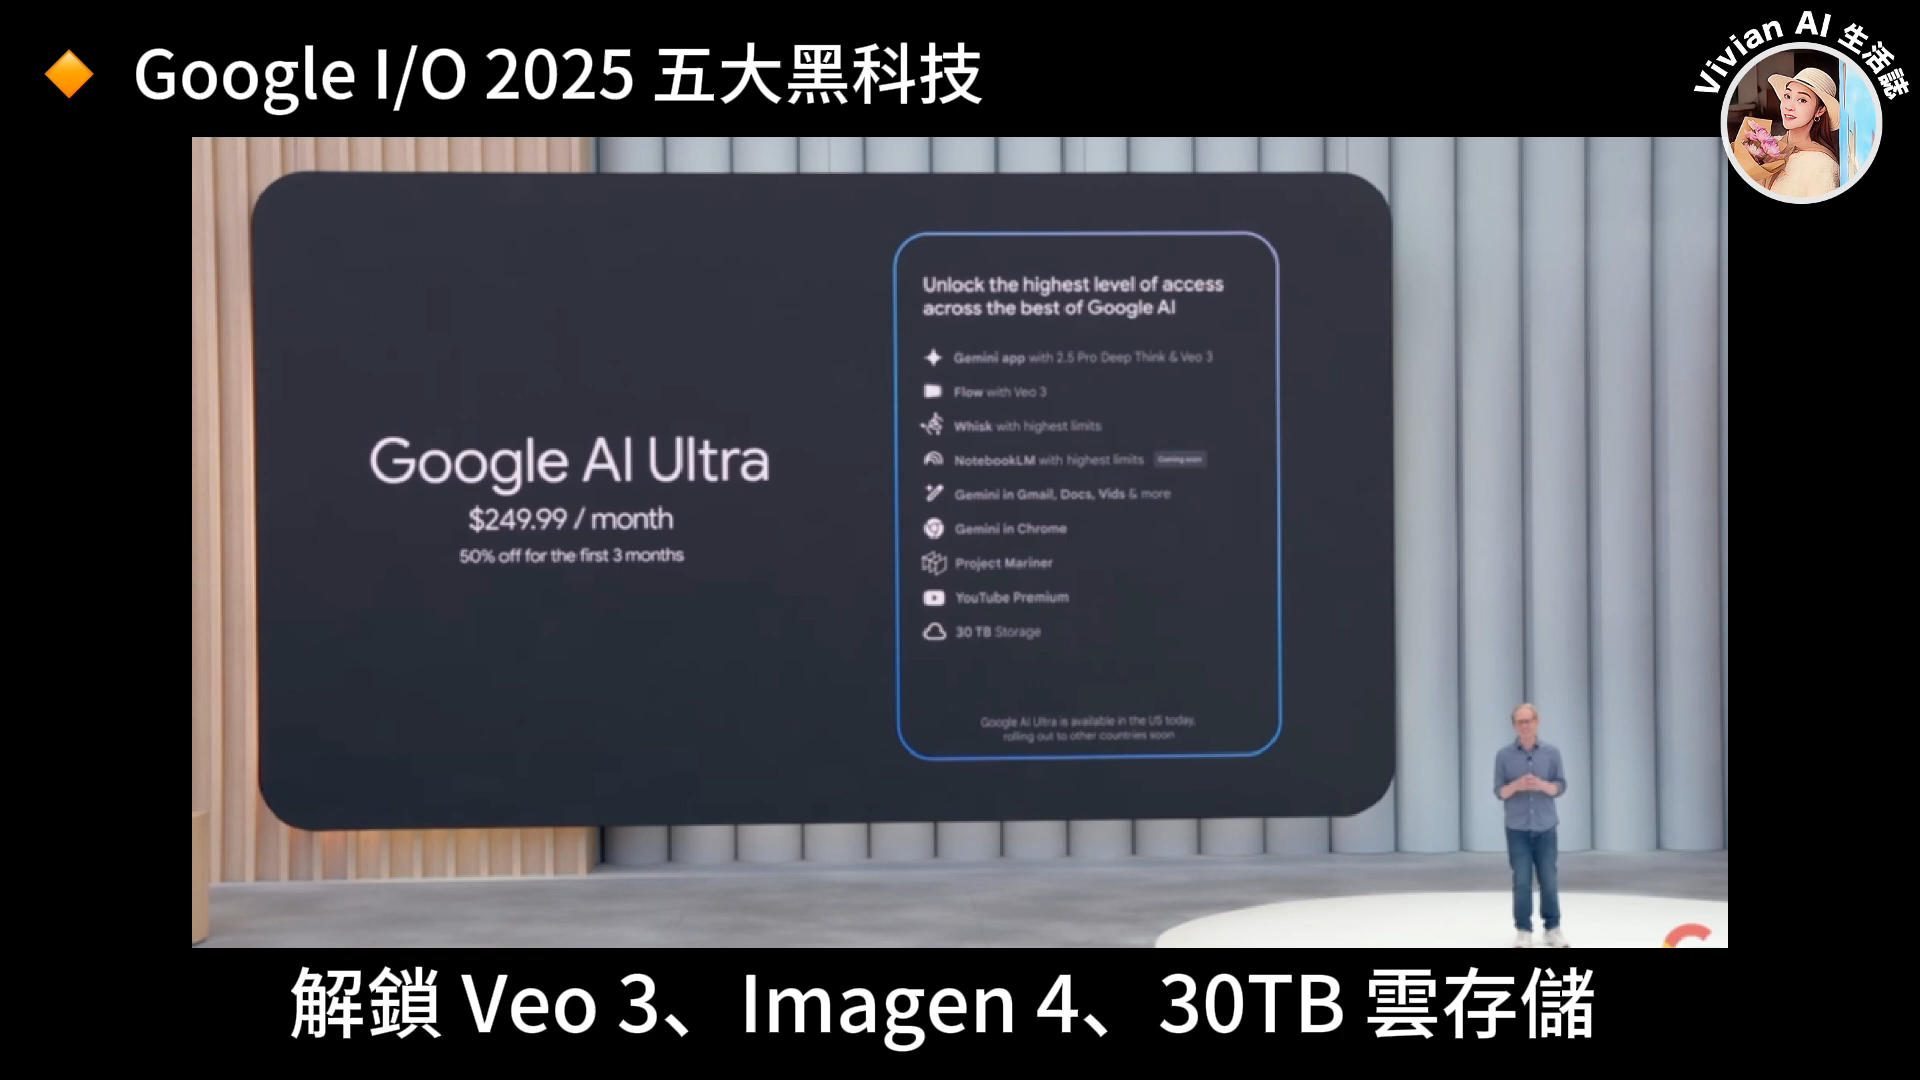 Google I/O 2025 五大黑科技
Vivian AI 生活誌
Google AI Ultra
$249.99 / month
50% off for the first 3 months
Unlock the highest level of access
across the best of Google AI
Gemini app with 2.5 Pro Deep Think & Veo 3
Flow with Veo 3
Whisk with highest limits
NotebookLM with highest limits Coming soon
Gemini in Gmail, Docs, Vids & more
Gemini in Chrome
Project Mariner
YouTube Premium
30 TB Storage
Google AI Ultra is available in the US today,
rolling out to other countries soon
解鎖 Veo 3、Imagen 4、30TB 雲存儲